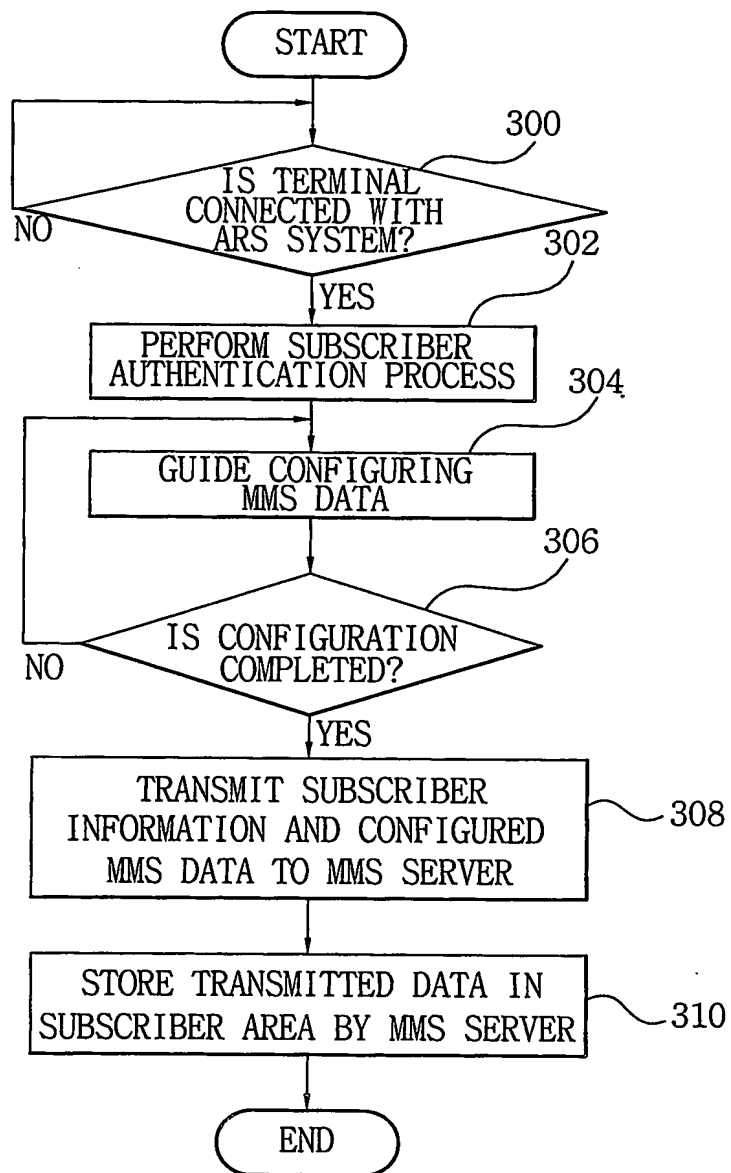 START
300
IS TERMINAL
CONNECTED WITH
ARS SYSTEM?
NO
302
YES
PERFORM SUBSCRIBER
AUTHENTICATION PROCESS
304
GUIDE CONFIGURING
MMS DATA
306
IS CONFIGURATION
COMPLETED?
NO
YES
TRANSMIT SUBSCRIBER
INFORMATION AND CONFIGURED
MMS DATA TO MMS SERVER
308
STORE TRANSMITTED DATA IN
SUBSCRIBER AREA BY MMS SERVER
310
END